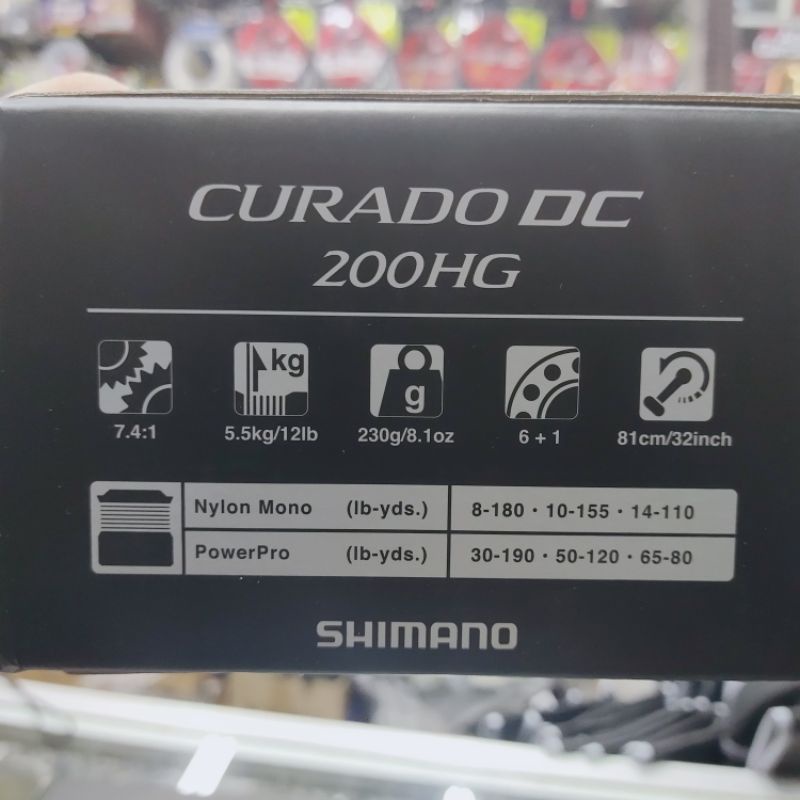 CURADO DC
200HG
kg
g
7.4:1 5.5kg/12lb 230g/8.1oz 6 + 1 81cm/32inch
Nylon Mono (lb-yds.) 8-180 · 10-155 · 14-110
PowerPro (lb-yds.) 30-190 · 50-120 · 65-80
SHIMANO